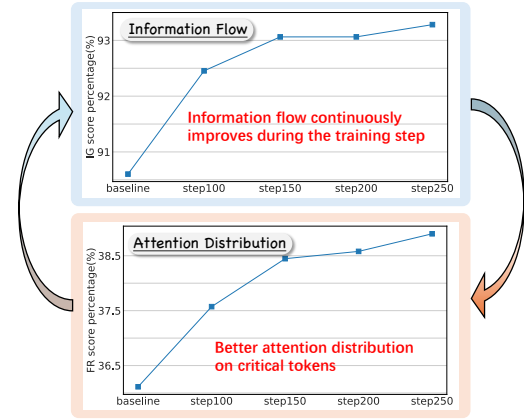 Information Flow
IG score percentage(%)
93
92
91
Information flow continuously
improves during the training step
baseline step100 step150 step200 step250
Attention Distribution
FR score percentage(%)
38.5
37.5
36.5
Better attention distribution
on critical tokens
baseline step100 step150 step200 step250